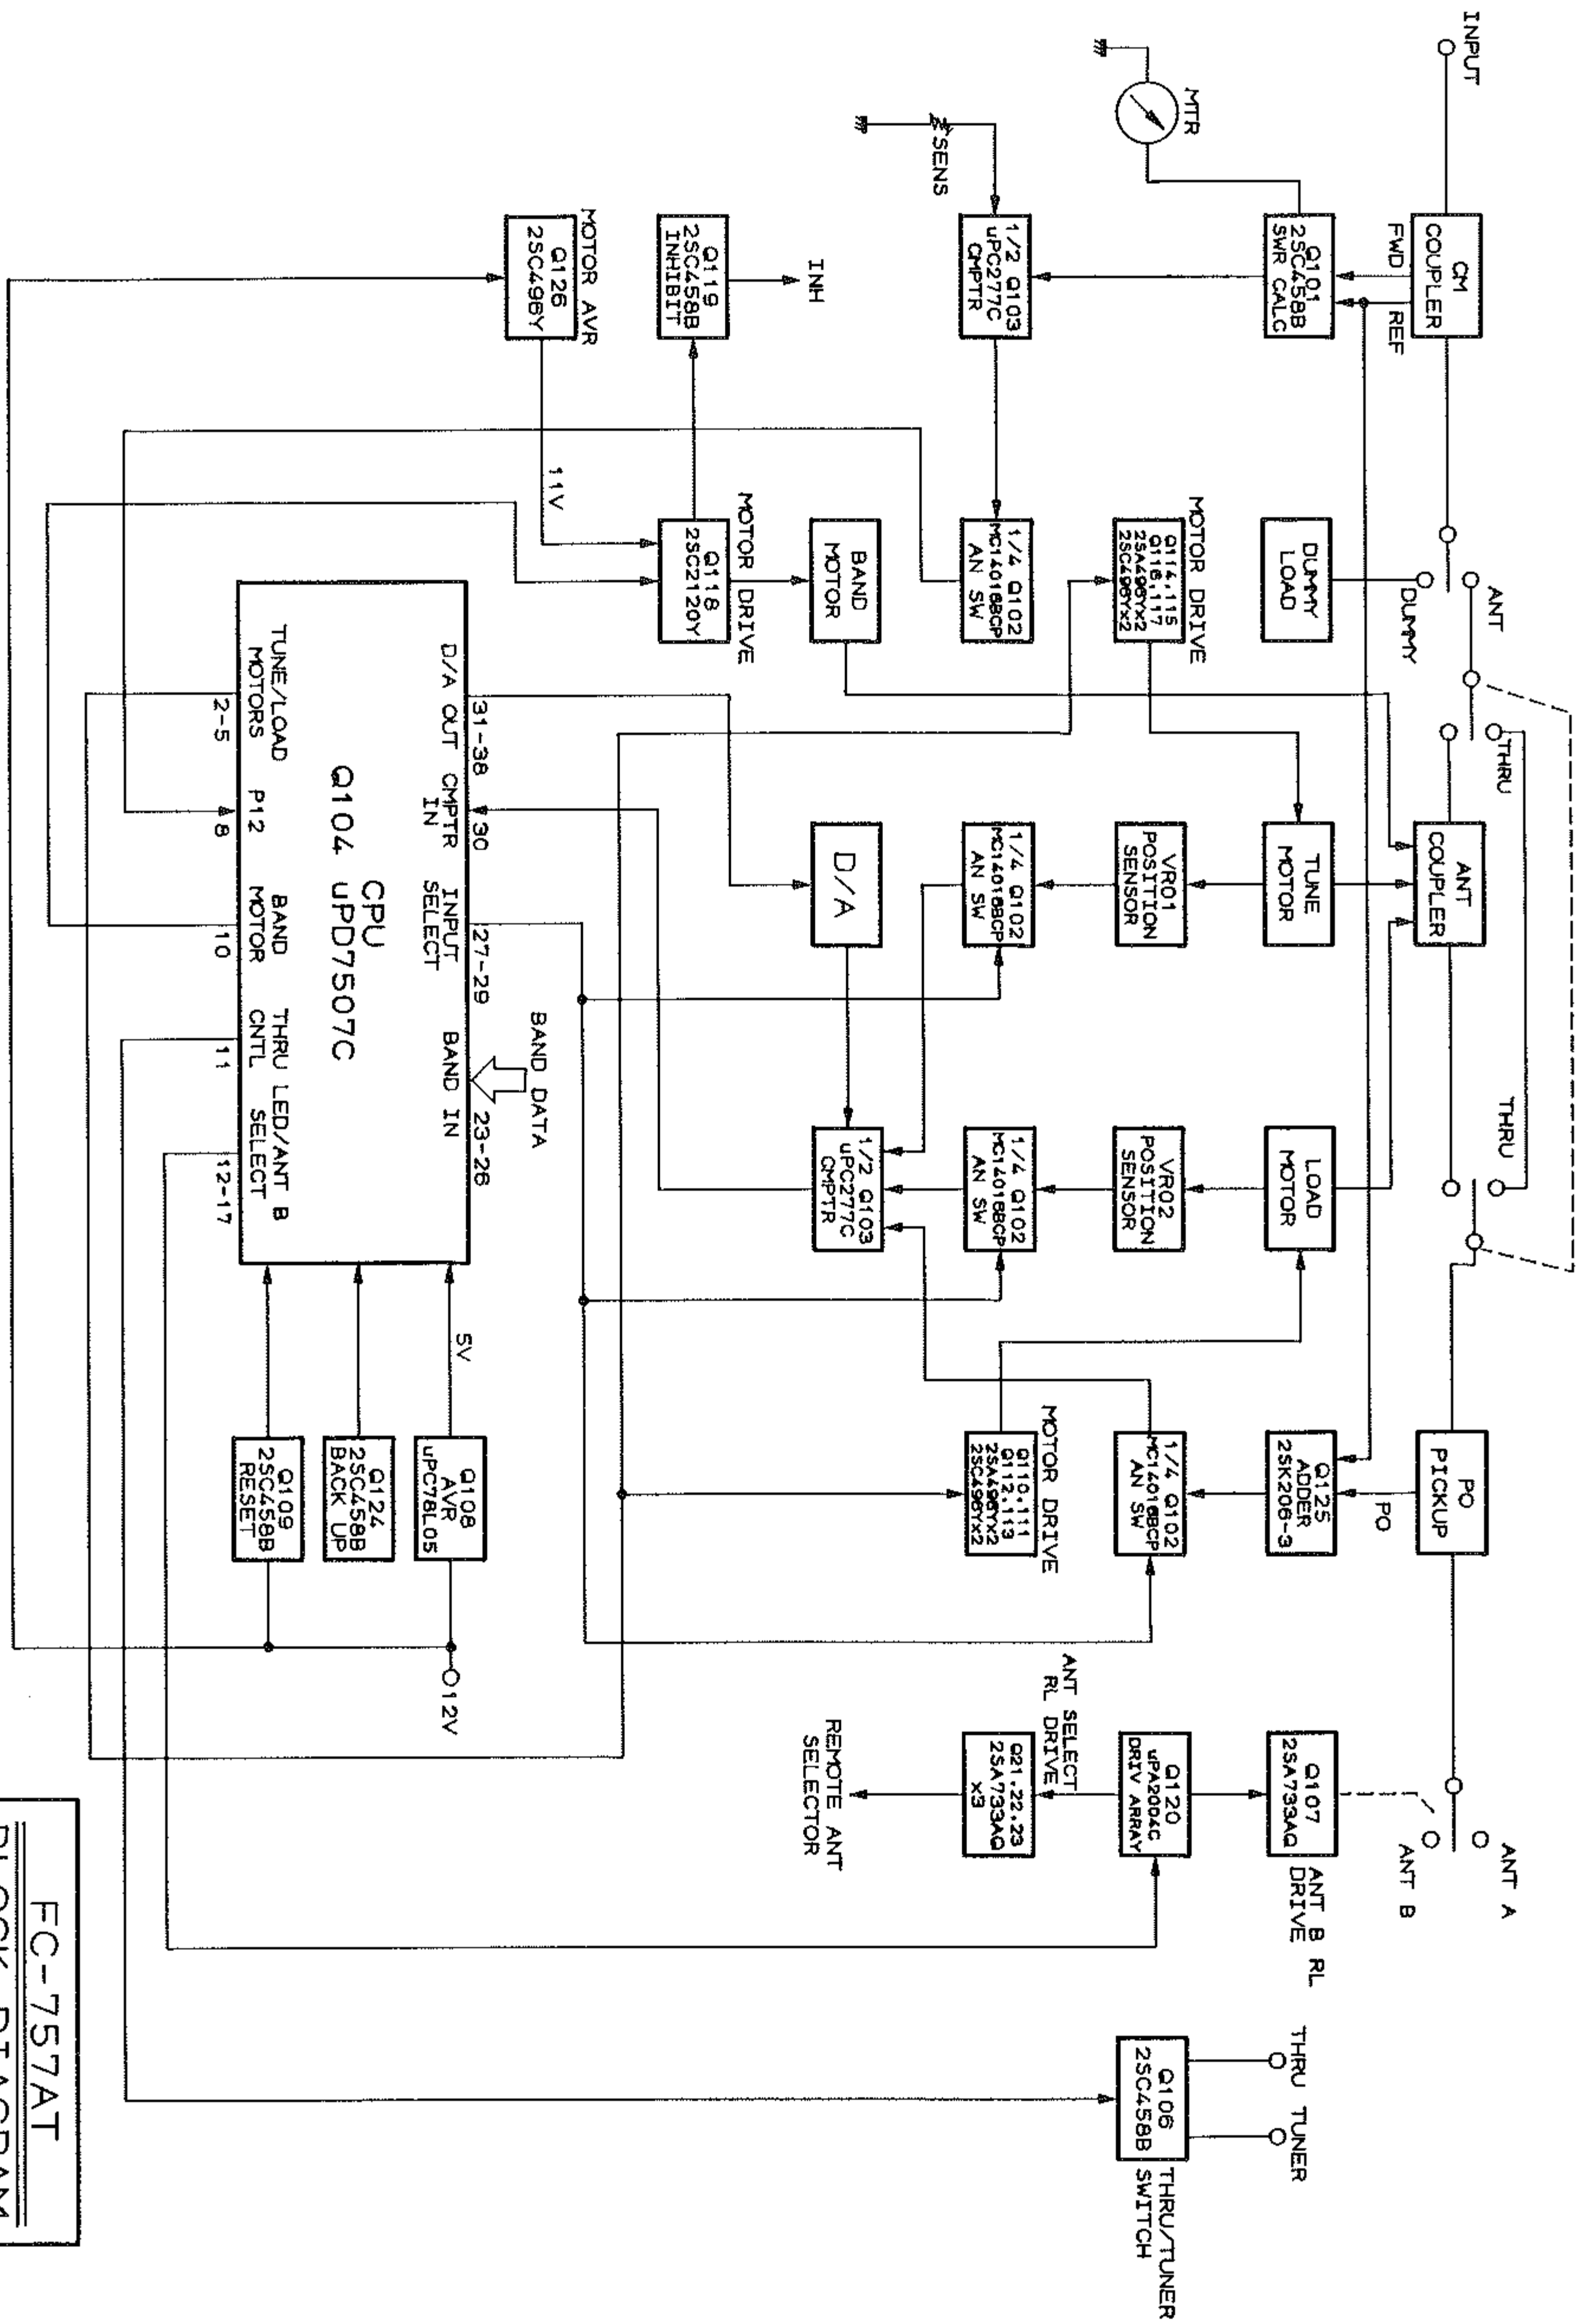 INPUT
CM
COUPLER
FWD
REF
ANT
DUMMY
THRU
ANT
COUPLER
THRU
PO
PICKUP
PO
ANT A
ANT B
MTR
Q101
2SC458B
SWR CALC
DUMMY
LOAD
TUNE
MOTOR
LOAD
MOTOR
Q125
ADDER
2SK206-3
Q107
2SA733AQ
ANT B RL
DRIVE
THRU
TUNER
MOTOR DRIVE
Q114,115
Q116,117
2SA496Yx2
2SC496Yx2
VR01
POSITION
SENSOR
VR02
POSITION
SENSOR
1/4 Q102
MC14016BCP
AN SW
Q120
uPA2004C
DRIV ARRAY
Q106
2SC458B
THRU/TUNER
SWITCH
SENS
1/2 Q103
uPC277C
CMPTR
1/4 Q102
MC14016BCP
AN SW
1/4 Q102
MC14016BCP
AN SW
1/4 Q102
MC14016BCP
AN SW
MOTOR DRIVE
Q110,111
Q112,113
2SA496Yx2
2SC496Yx2
ANT SELECT
RL DRIVE
Q21,22,23
2SA733AQ
x3
INH
BAND
MOTOR
D/A
1/2 Q103
uPC277C
CMPTR
REMOTE ANT
SELECTOR
Q119
2SC458B
INHIBIT
MOTOR DRIVE
Q118
2SC2120Y
MOTOR AVR
Q126
2SC496Y
11V
BAND DATA
31-38
30
27-29
23-26
D/A OUT
CMPTR
IN
INPUT
SELECT
BAND IN
CPU
Q104 uPD7507C
TUNE/LOAD
MOTORS
P12
BAND
MOTOR
THRU
CNTL
LED/ANT B
SELECT
2-5
8
10
11
12-17
5V
Q108
AVR
uPC78L05
12V
Q124
2SC458B
BACK UP
Q109
2SC458B
RESET
FC-757AT
BLOCK DIAGRAM